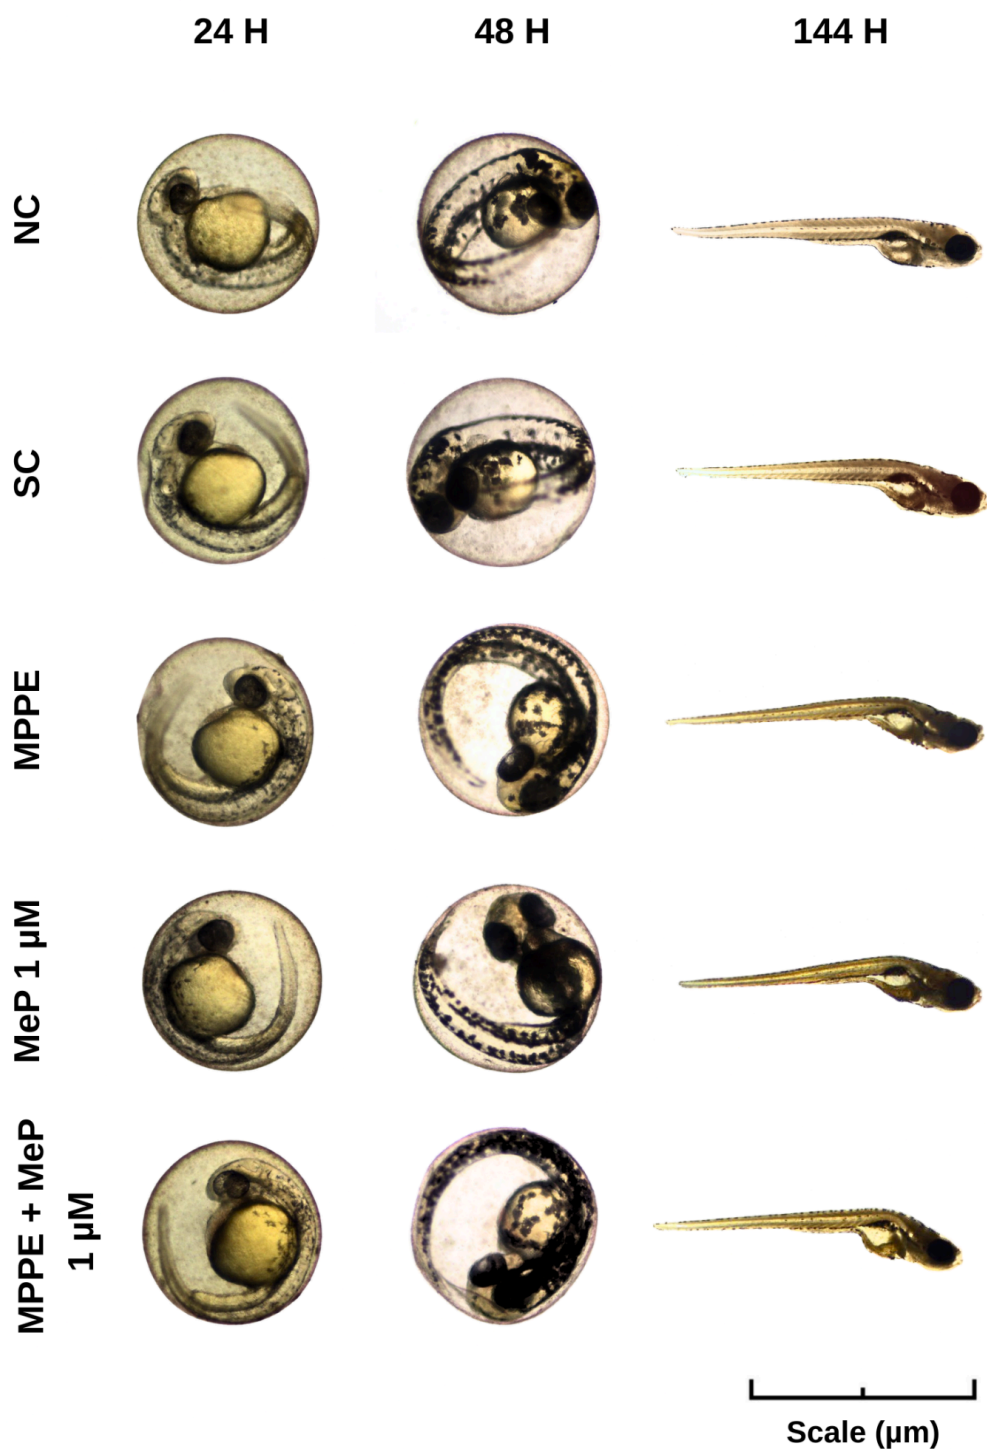 24 H 48 H 144 H
NC
SC
MPPE
MeP 1 µM
MPPE + MeP
1 µM
Scale (µm)